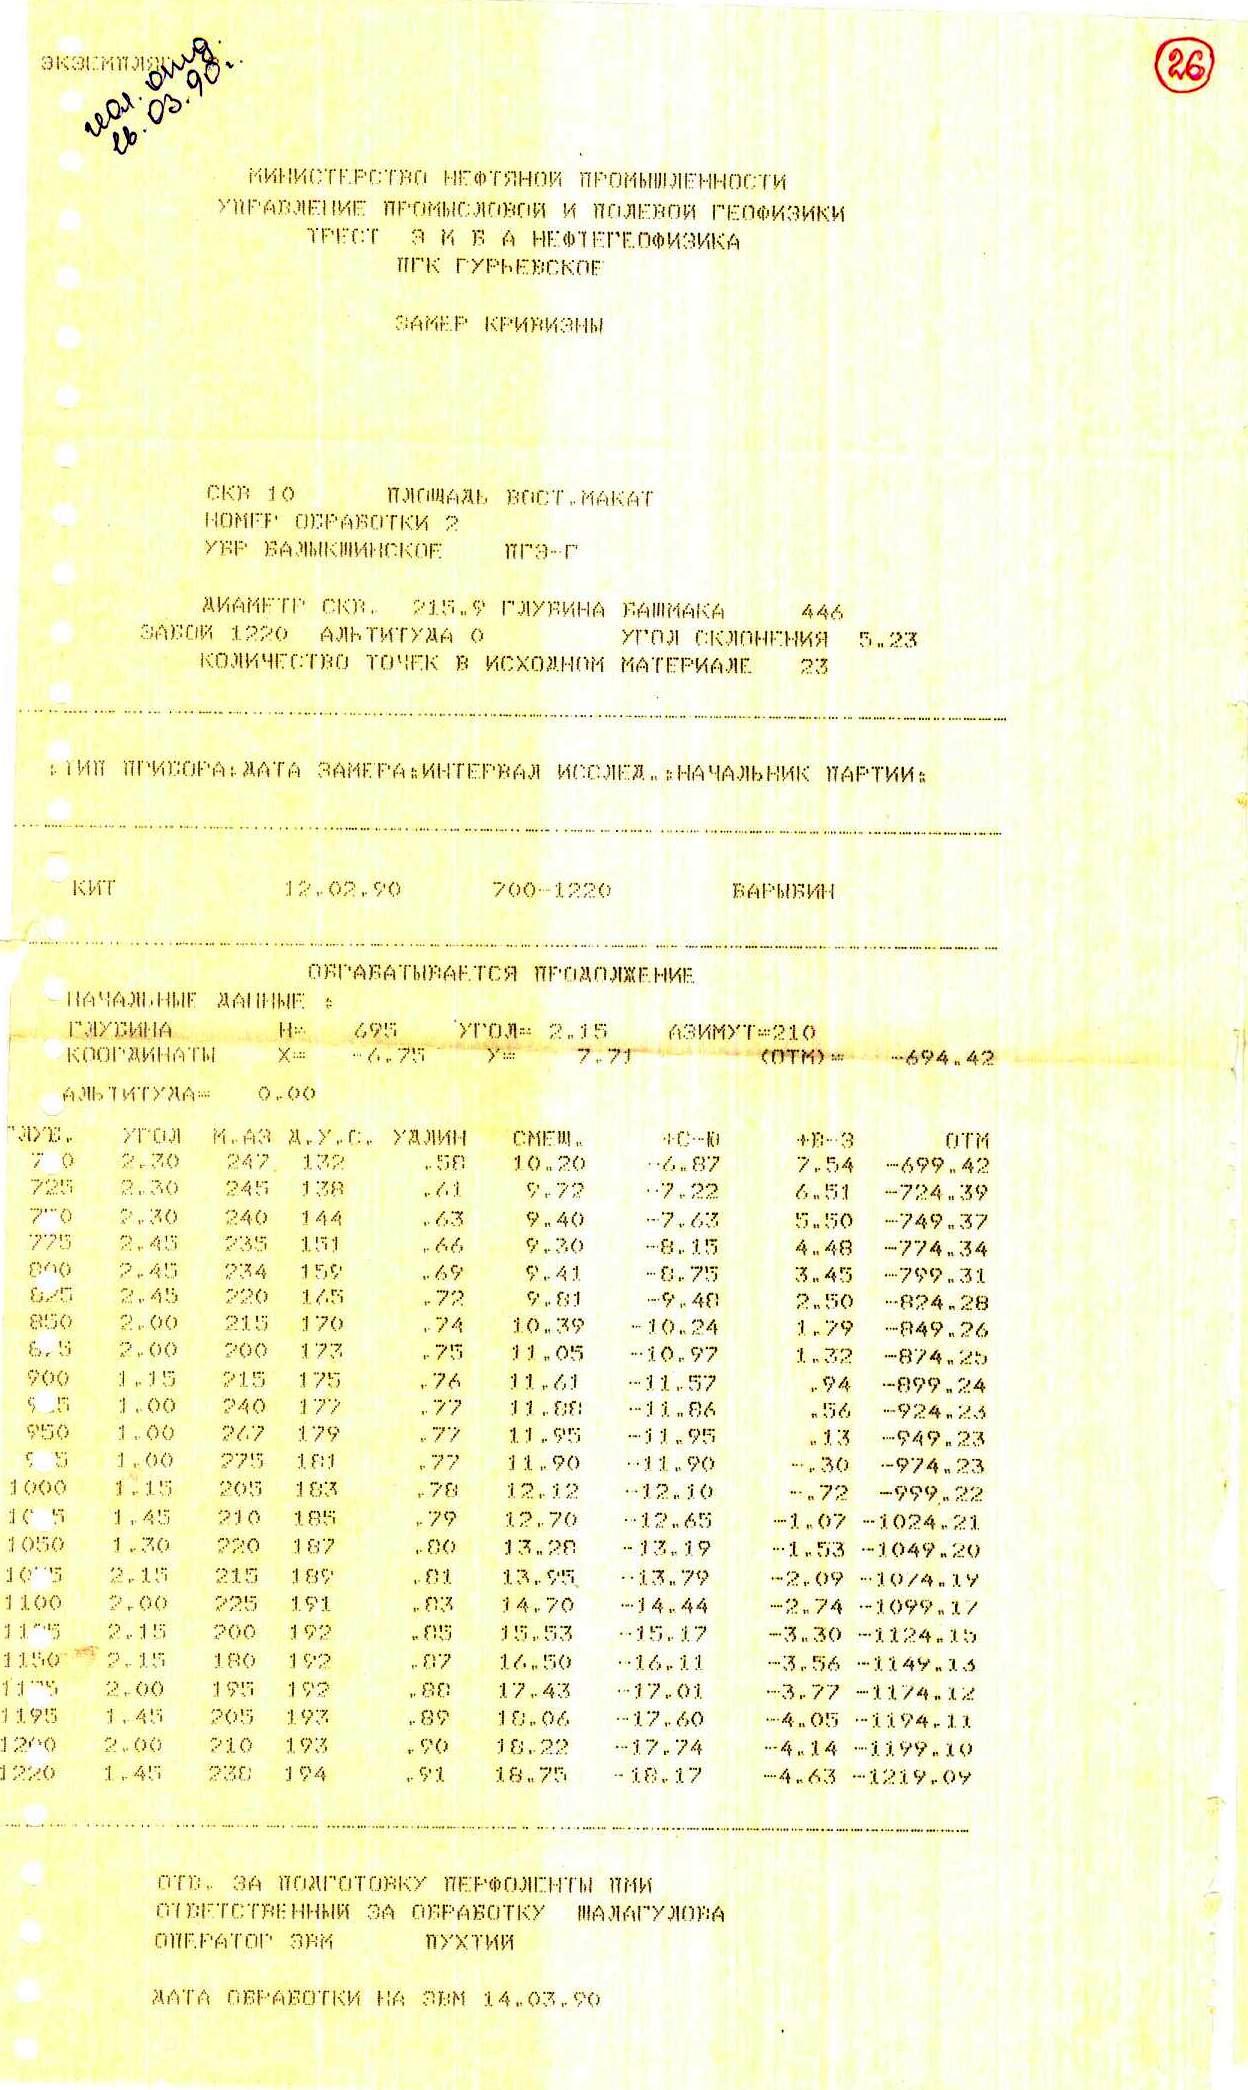 26
26.03.90.
МИНИСТЕРСТВО НЕФТЯНОЙ ПРОМЫШЛЕННОСТИ
УПРАВЛЕНИЕ ПРОМЫСЛОВОЙ И ПОЛЕВОЙ ГЕОФИЗИКИ
ТРЕСТ Э М Б А НЕФТЕГЕОФИЗИКА
ПГК ГУРЬЕВСКОЕ
ЗАМЕР КРИВИЗНЫ
СКВ 10 ПЛОЩАДЬ ВОСТ.МАКАТ
НОМЕР ОБРАБОТКИ 2
УБР БАЛЫКШИНСКОЕ ПГЭ-Г
ДИАМЕТР СКВ. 215.9 ГЛУБИНА БАШМАКА 446
ЗАБОЙ 1220 АЛЬТИТУДА 0 УГОЛ СКЛОНЕНИЯ 5.23
КОЛИЧЕСТВО ТОЧЕК В ИСХОДНОМ МАТЕРИАЛЕ 23
:ТИП ПРИБОРА:ДАТА ЗАМЕРА:ИНТЕРВАЛ ИССЛЕД.:НАЧАЛЬНИК ПАРТИИ:
КИТ 12.02.90 700-1220 БАРЫБИН
ОБРАБАТЫВАЕТСЯ ПРОДОЛЖЕНИЕ
НАЧАЛЬНЫЕ ДАННЫЕ :
ГЛУБИНА Н= 695 УГОЛ= 2.15 АЗИМУТ=210
КООРДИНАТЫ X= -6.75 У= 7.71 (ОТМ)= -694.42
АЛЬТИТУДА= 0.00
ГЛУБ. УГОЛ М.АЗ Д.У.С. УДЛИН СМЕЩ. +С-Ю +В-З ОТМ
7 0 2.30 247 132 .58 10.20 -6.87 7.54 -699.42
725 2.30 245 138 .61 9.72 -7.22 6.51 -724.39
7 0 2.30 240 144 .63 9.40 -7.63 5.50 -749.37
775 2.45 235 151 .66 9.30 -8.15 4.48 -774.34
800 2.45 234 159 .69 9.41 -8.75 3.45 -799.31
825 2.45 220 165 .72 9.81 -9.48 2.50 -824.28
850 2.00 215 170 .74 10.39 -10.24 1.79 -849.26
875 2.00 200 173 .75 11.05 -10.97 1.32 -874.25
900 1.15 215 175 .76 11.61 -11.57 .94 -899.24
9 5 1.00 240 177 .77 11.88 -11.86 .56 -924.23
950 1.00 267 179 .77 11.95 -11.95 .13 -949.23
9 5 1.00 275 181 .77 11.90 -11.90 -.30 -974.23
1000 1.15 205 183 .78 12.12 -12.10 -.72 -999.22
10 5 1.45 210 185 .79 12.70 -12.65 -1.07 -1024.21
1050 1.30 220 187 .80 13.28 -13.19 -1.53 -1049.20
1075 2.15 215 189 .81 13.95 -13.79 -2.09 -1074.19
1100 2.00 225 191 .83 14.70 -14.44 -2.74 -1099.17
1125 2.15 200 192 .85 15.53 -15.17 -3.30 -1124.15
1150 2.15 180 192 .87 16.50 -16.11 -3.56 -1149.13
1175 2.00 195 192 .88 17.43 -17.01 -3.77 -1174.12
1195 1.45 205 193 .89 18.06 -17.60 -4.05 -1194.11
1200 2.00 210 193 .90 18.22 -17.74 -4.14 -1199.10
1220 1.45 238 194 .91 18.75 -18.17 -4.63 -1219.09
ОТВ. ЗА ПОДГОТОВКУ ПЕРФОЛЕНТЫ ПМИ
ОТВЕТСТВЕННЫЙ ЗА ОБРАБОТКУ ШАЛАГУЛОВА
ОПЕРАТОР ЭВМ ПУХТИЙ
ДАТА ОБРАБОТКИ НА ЭВМ 14.03.90